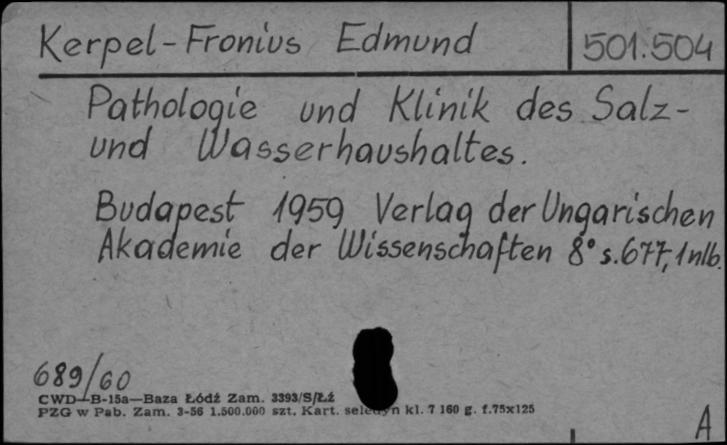 Kerpel-Fronius Edmund 501.504
Pathologie und Klinik des Salz-
und Wasserhaushaltes.
Budapest 1959 Verlag der Ungarischen
Akademie der Wissenschaften 8° s.677, 1nlb.
689/60
CWD—B-15a—Baza Łódź Zam. 3393/S/Łź
PZG w Pab. Zam. 3-56 1.500.000 szt. Kart. seledyn kl. 7 160 g. f.75x125
A